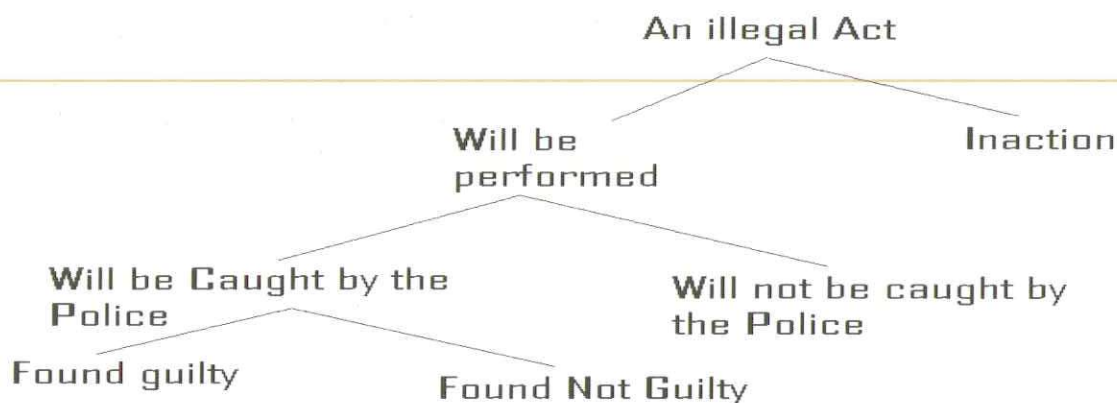 An illegal Act
Will be
performed
Inaction
Will be Caught by the
Police
Will not be caught by
the Police
Found guilty
Found Not Guilty